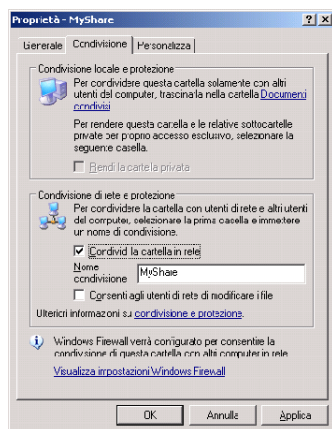 Proprietà - MyShare
Generale
Condivisione
Personalizza
Condivisione locale e protezione
Per condividere questa cartella solamente con altri
utenti del computer, trascinarla nella cartella Documenti
condivisi
Per rendere questa cartella e le relative sottocartelle
private per proprio accesso esclusivo, selezionare la
seguente casella.
Rendi la cartella privata
Condivisione di rete e protezione
Per condividere la cartella con utenti di rete e altri utenti
del computer, selezionare la prima casella e immettere
un nome di condivisione.
Condividi la cartella in rete
Nome
condivisione
MyShare
Consenti agli utenti di rete di modificare i file
Ulteriori informazioni su condivisione e protezione.
Windows Firewall verrà configurato per consentire la
condivisione di questa cartella con altri computer in rete
Visualizza impostazioni Windows Firewall
OK
Annulla
Applica